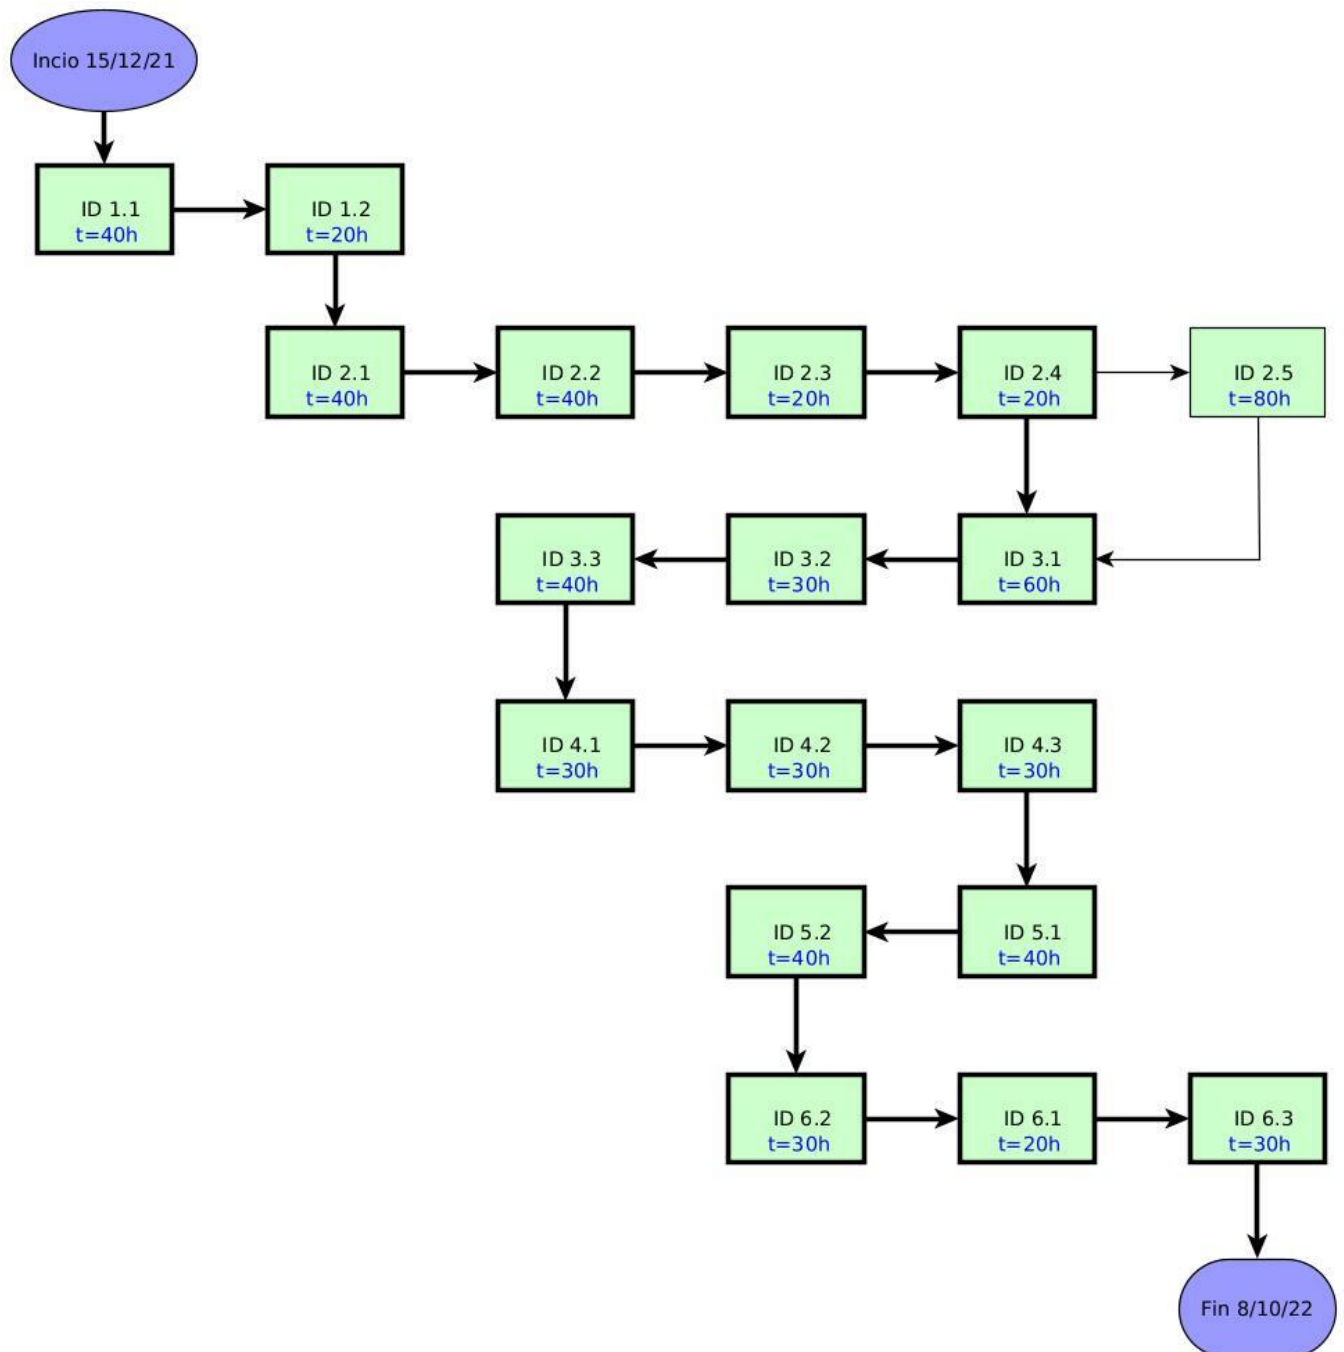 Incio 15/12/21
ID 1.1
t=40h
ID 1.2
t=20h
ID 2.1
t=40h
ID 2.2
t=40h
ID 2.3
t=20h
ID 2.4
t=20h
ID 2.5
t=80h
ID 3.3
t=40h
ID 3.2
t=30h
ID 3.1
t=60h
ID 4.1
t=30h
ID 4.2
t=30h
ID 4.3
t=30h
ID 5.2
t=40h
ID 5.1
t=40h
ID 6.2
t=30h
ID 6.1
t=20h
ID 6.3
t=30h
Fin 8/10/22